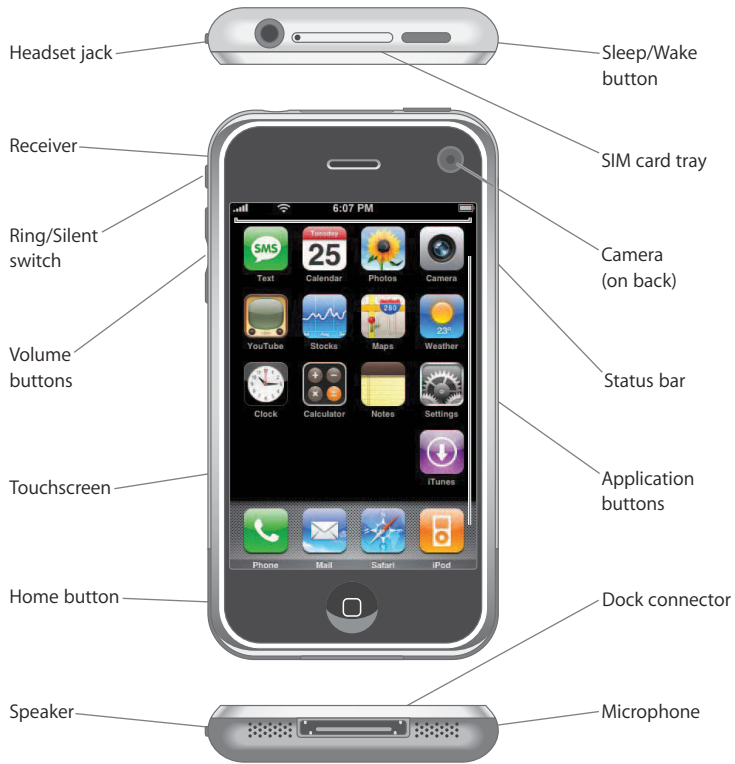 Headset jack
Sleep/Wake
button
Receiver
SIM card tray
Ring/Silent
switch
Camera
(on back)
Volume
buttons
Status bar
Touchscreen
Application
buttons
Home button
Dock connector
Speaker
Microphone
6:07 PM
SMS
Tuesday
25
280
Text Calendar Photos Camera
23°
YouTube Stocks Maps Weather
Clock Calculator Notes Settings
iTunes
Phone Mail Safari iPod